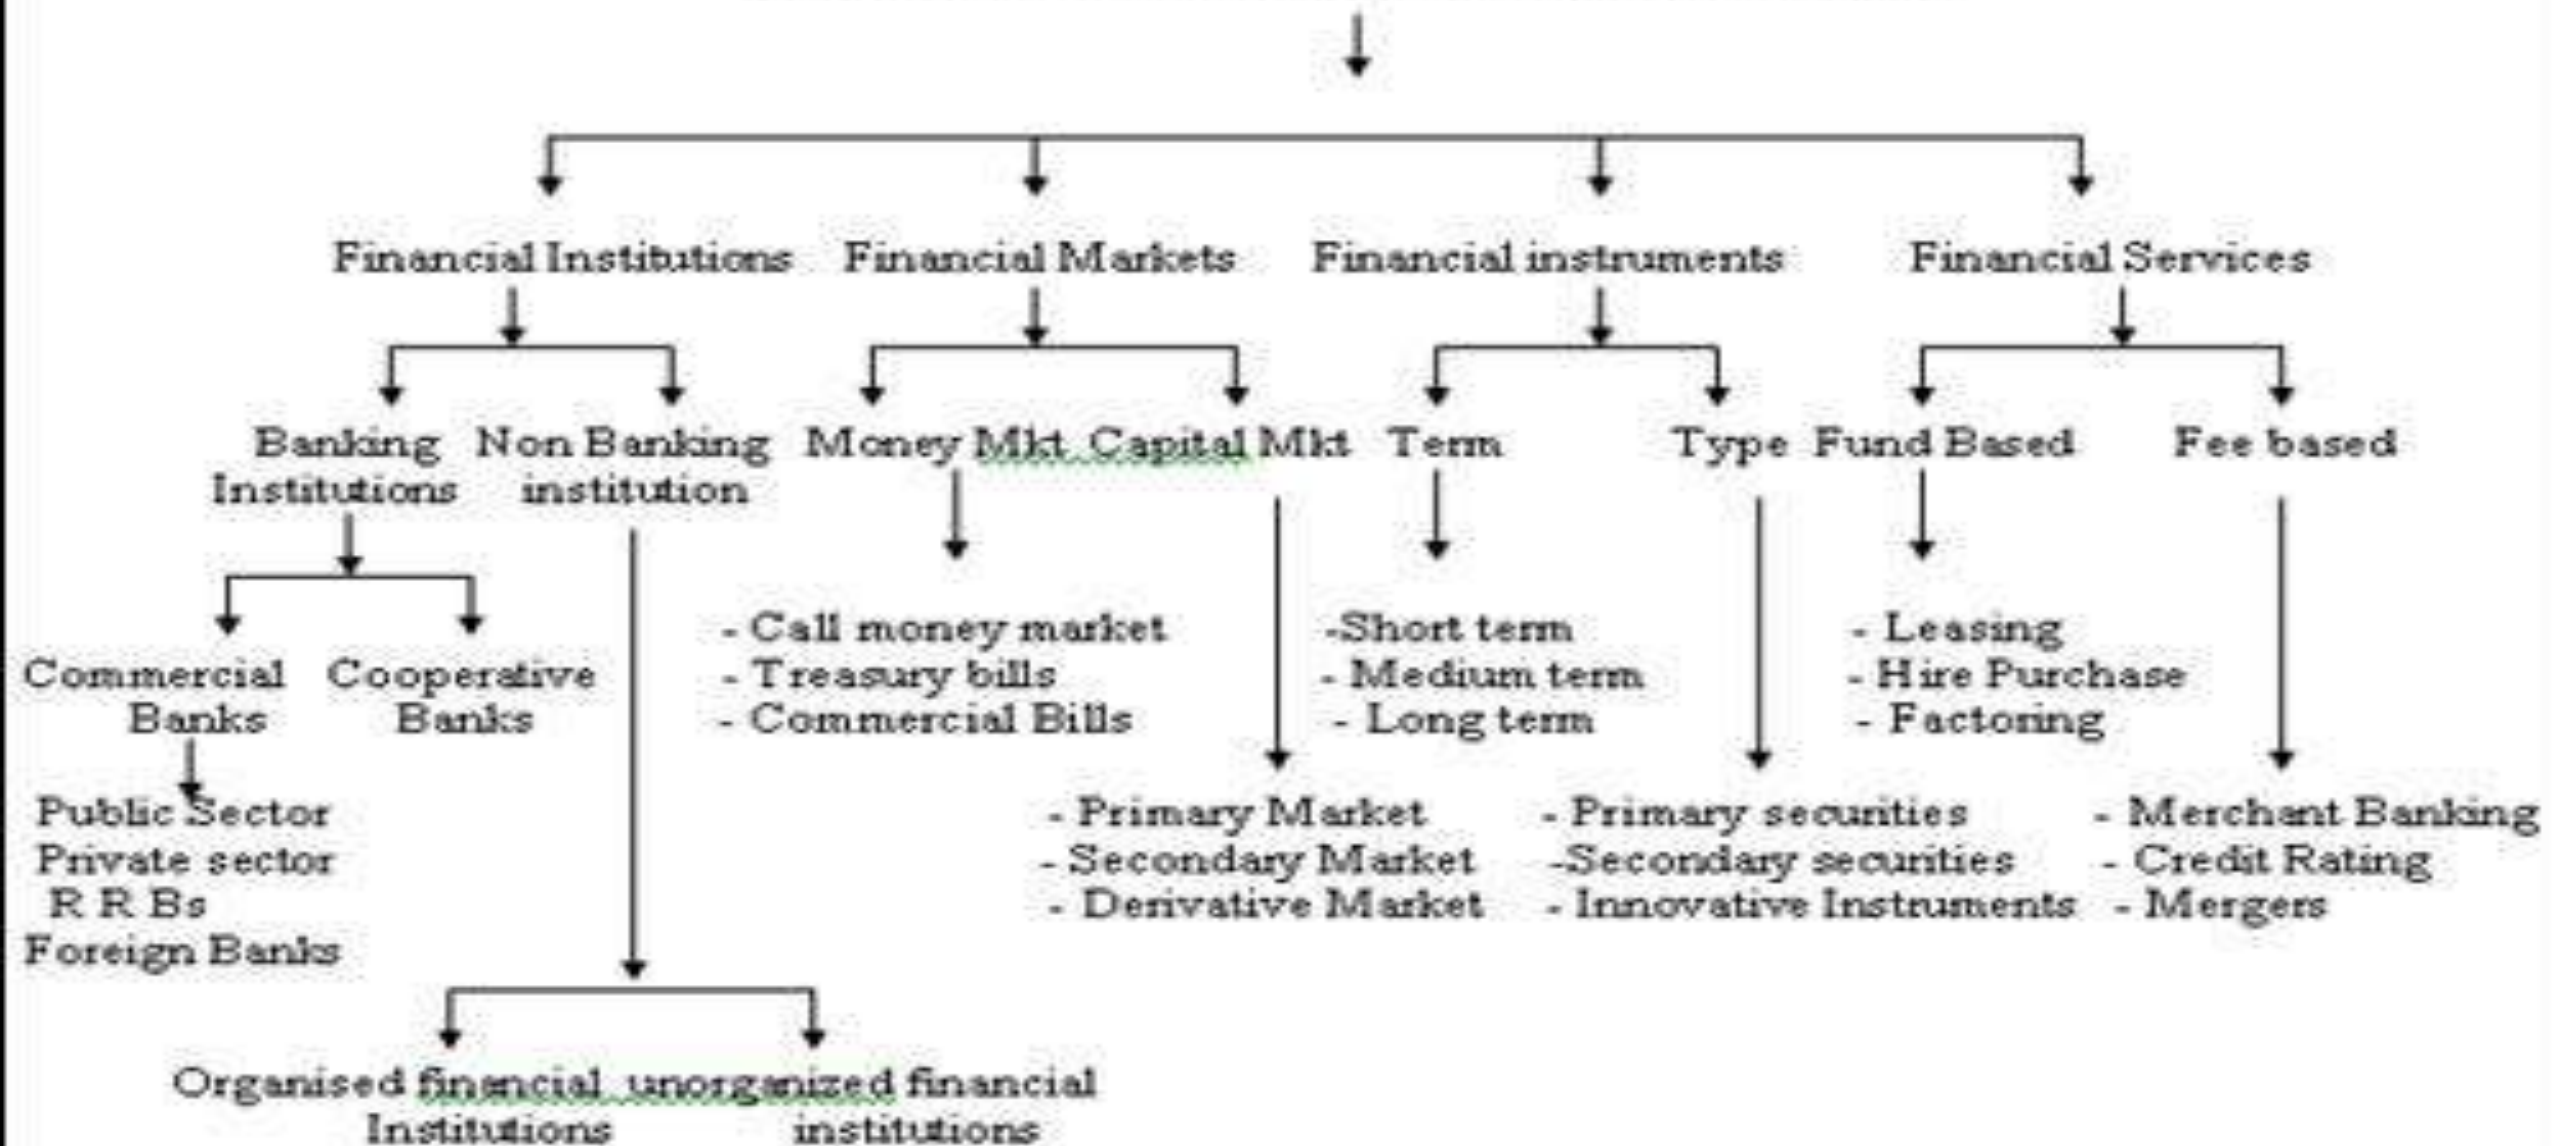 Financial Institutions Financial Markets Financial instruments Financial Services
Banking Non Banking Money Mkt Capital Mkt Term Type Fund Based Fee based
Institutions institution
- Call money market -Short term - Leasing
Commercial Cooperative - Treasury bills - Medium term - Hire Purchase
Banks Banks - Commercial Bills - Long term - Factoring
Public Sector - Primary Market - Primary securities - Merchant Banking
Private sector - Secondary Market -Secondary securities - Credit Rating
R R Bs - Derivative Market - Innovative Instruments - Mergers
Foreign Banks
Organised financial unorganized financial
Institutions institutions